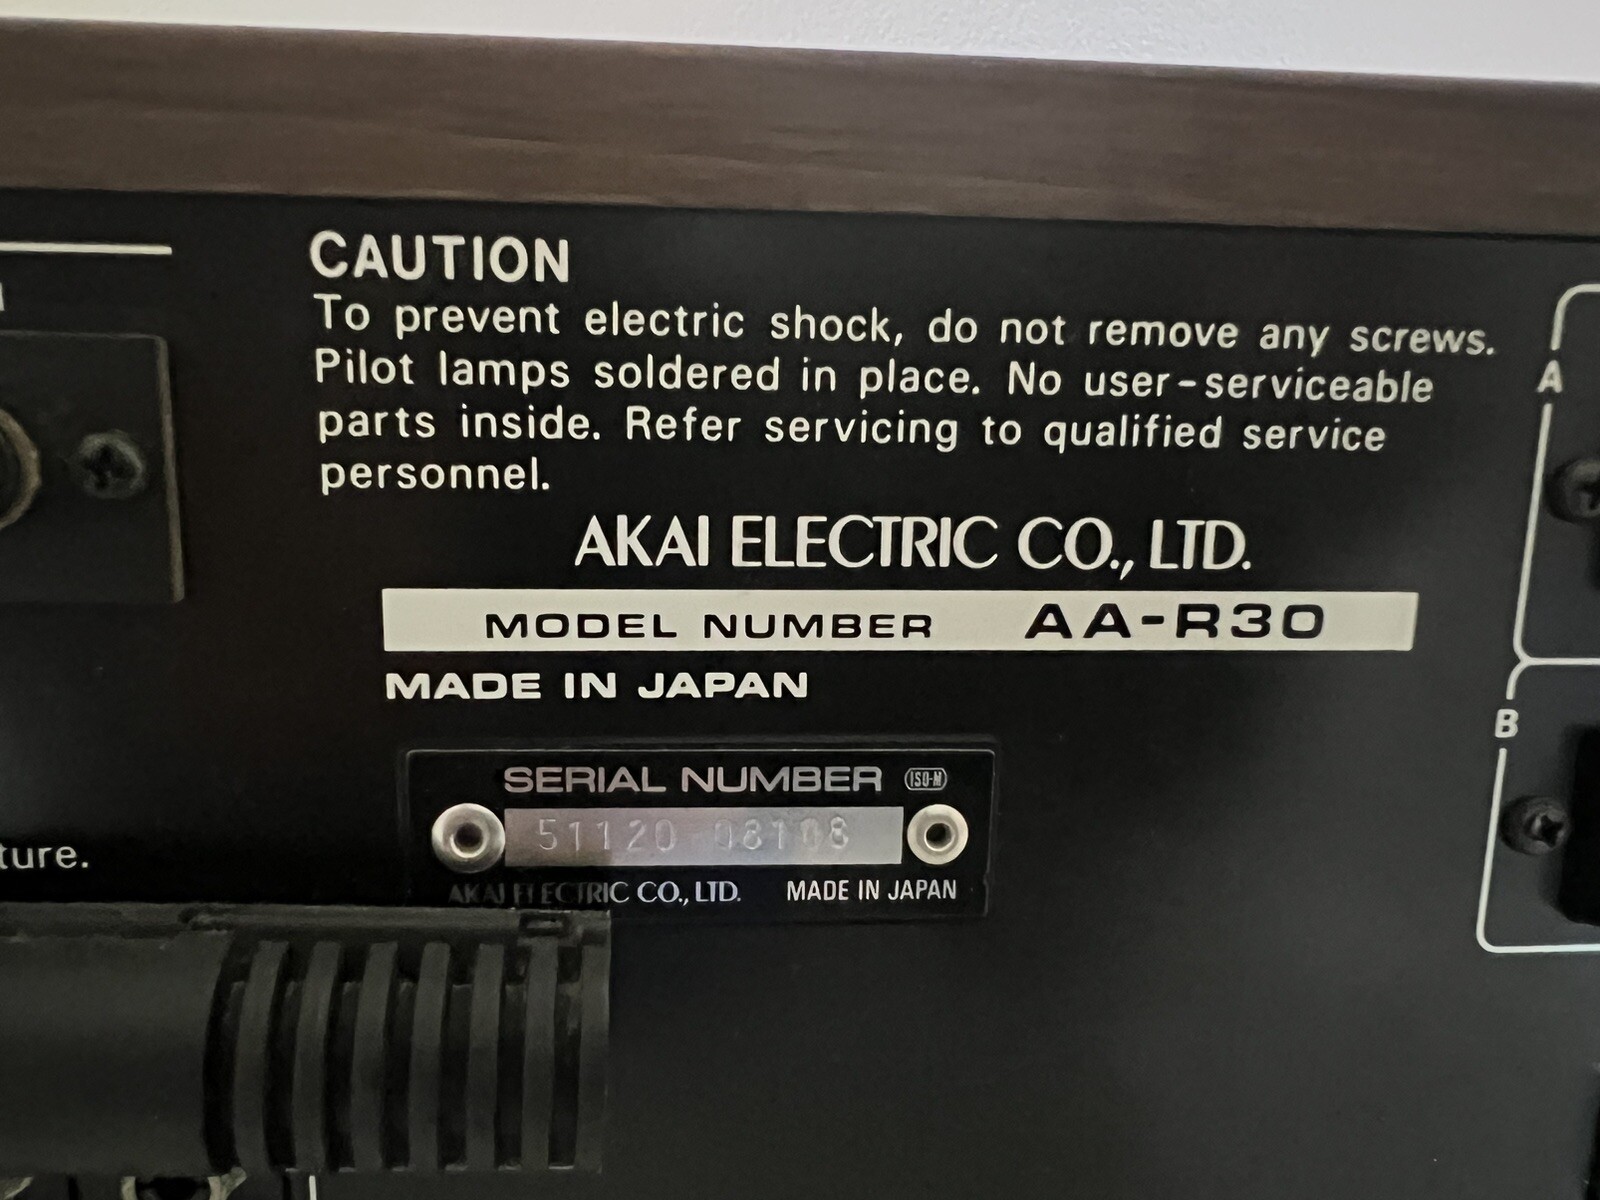 CAUTION
To prevent electric shock, do not remove any screws.
Pilot lamps soldered in place. No user-serviceable
parts inside. Refer servicing to qualified service
personnel.
AKAI ELECTRIC CO., LTD.
MODEL NUMBER AA-R30
MADE IN JAPAN
SERIAL NUMBER ISO-M
51120-08108
AKAI ELECTRIC CO., LTD. MADE IN JAPAN
A
B
ture.